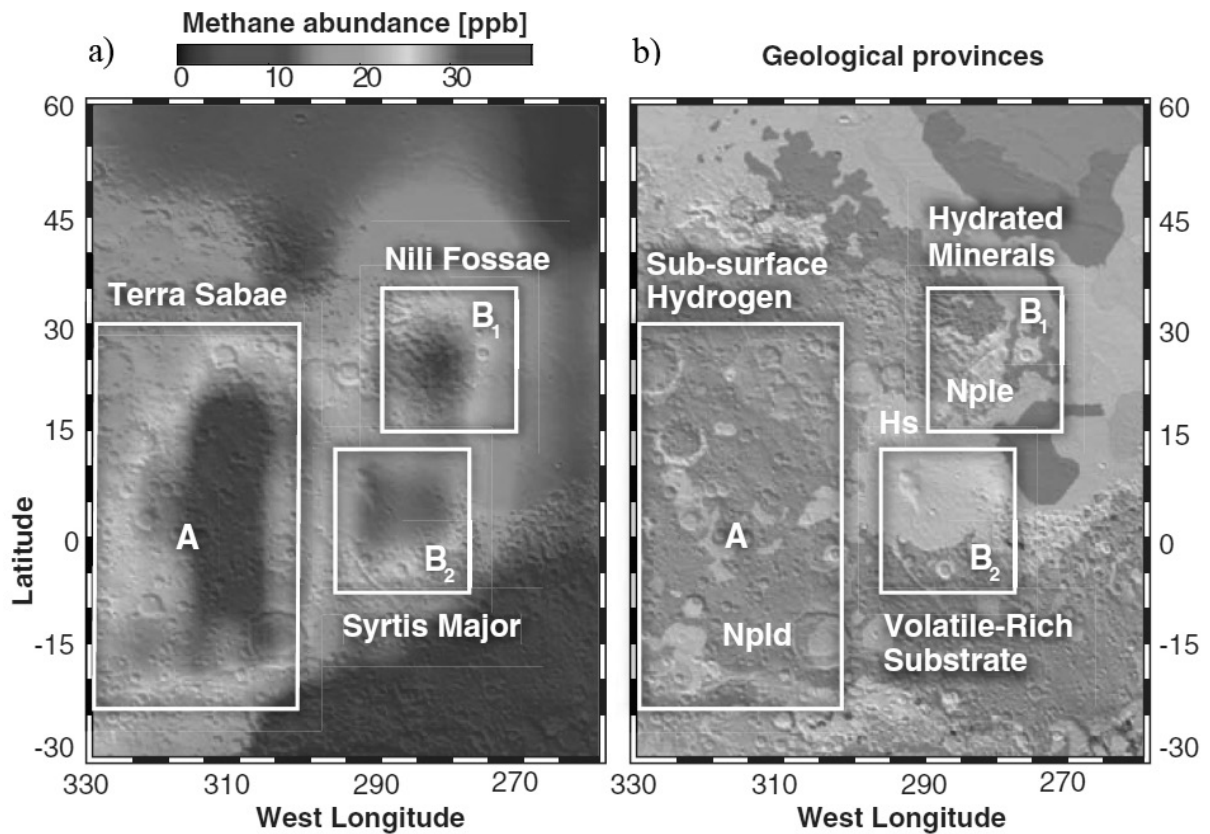 Methane abundance [ppb]
a)
0 10 20 30
60
45
30
15
0
-15
-30
Latitude
Nili Fossae
Terra Sabae
B1
A
B2
Syrtis Major
330 310 290 270
West Longitude
b)
Geological provinces
Hydrated
Minerals
Sub-surface
Hydrogen
B1
Nple
Hs
A
B2
Npld
Volatile-Rich
Substrate
60
45
30
15
0
-15
-30
330 310 290 270
West Longitude